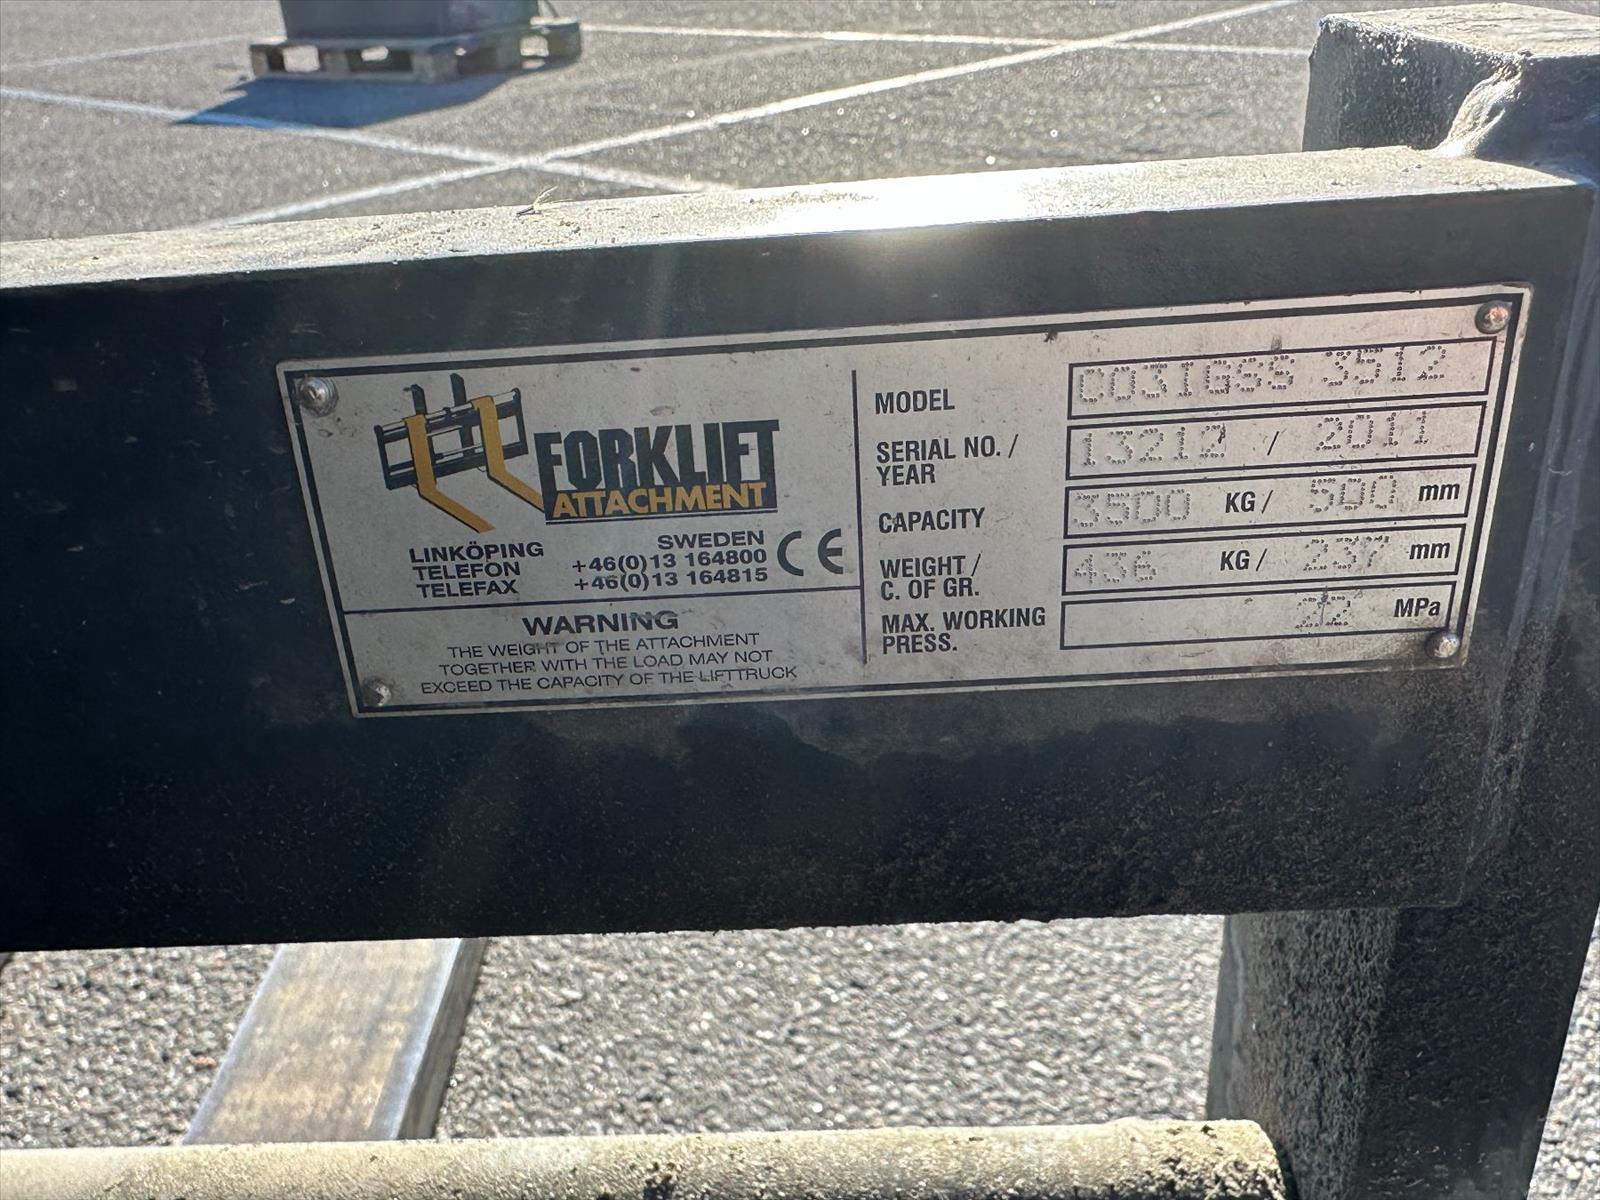 FORKLIFT
ATTACHMENT
LINKÖPING SWEDEN
TELEFON +46(0)13 164800
TELEFAX +46(0)13 164815
CE
WARNING
THE WEIGHT OF THE ATTACHMENT
TOGETHER WITH THE LOAD MAY NOT
EXCEED THE CAPACITY OF THE LIFTTRUCK
MODEL 3512
SERIAL NO. / YEAR 13212 / 2011
CAPACITY 3500 KG / 500 mm
WEIGHT / C. OF GR. 436 KG / 237 mm
MAX. WORKING PRESS. 22 MPa